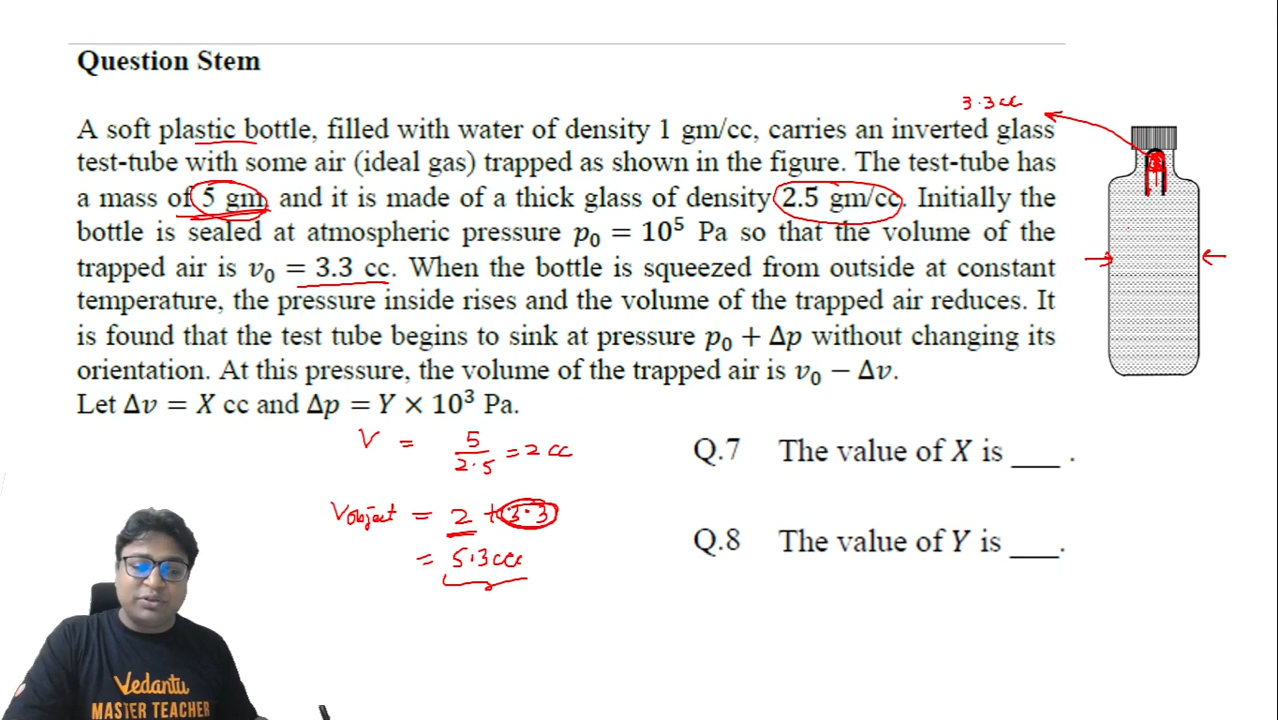 Question Stem
3.3 cc
A soft plastic bottle, filled with water of density 1 gm/cc, carries an inverted glass
test-tube with some air (ideal gas) trapped as shown in the figure. The test-tube has
a mass of 5 gm, and it is made of a thick glass of density 2.5 gm/cc. Initially the
bottle is sealed at atmospheric pressure p₀ = 10⁵ Pa so that the volume of the
trapped air is v₀ = 3.3 cc. When the bottle is squeezed from outside at constant
temperature, the pressure inside rises and the volume of the trapped air reduces. It
is found that the test tube begins to sink at pressure p₀ + Δp without changing its
orientation. At this pressure, the volume of the trapped air is v₀ − Δv.
Let Δv = X cc and Δp = Y × 10³ Pa.
V = 5/2.5 = 2 cc
Q.7 The value of X is ___ .
Vobject = 2 + 3.3
= 5.3 cc
Q.8 The value of Y is ___.
Vedantu
MASTER TEACHER